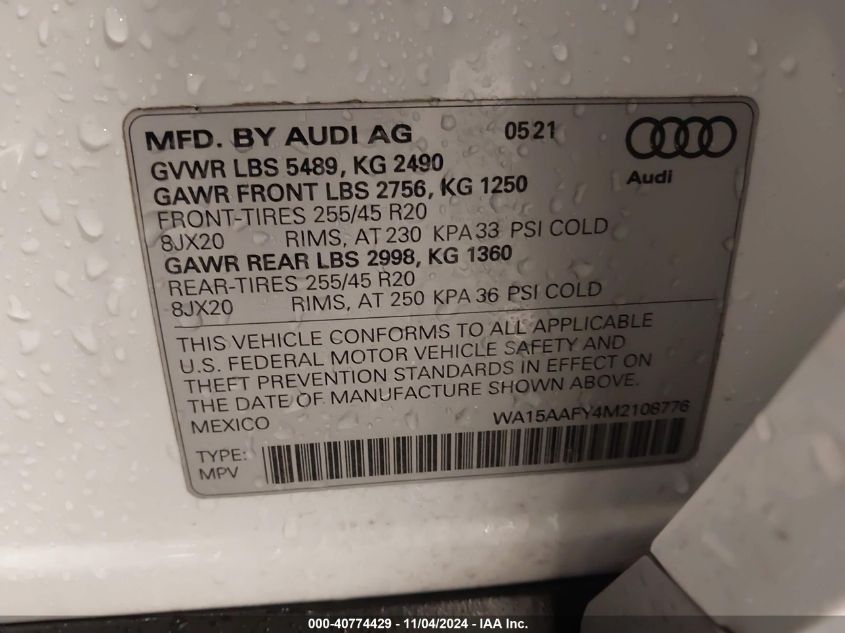 MFD. BY AUDI AG 0521
Audi
GVWR LBS 5489, KG 2490
GAWR FRONT LBS 2756, KG 1250
FRONT-TIRES 255/45 R20
8JX20 RIMS, AT 230 KPA 33 PSI COLD
GAWR REAR LBS 2998, KG 1360
REAR-TIRES 255/45 R20
8JX20 RIMS, AT 250 KPA 36 PSI COLD
THIS VEHICLE CONFORMS TO ALL APPLICABLE
U.S. FEDERAL MOTOR VEHICLE SAFETY AND
THEFT PREVENTION STANDARDS IN EFFECT ON
THE DATE OF MANUFACTURE SHOWN ABOVE.
MEXICO WA15AAFY4M2108776
TYPE:
MPV
000-40774429 - 11/04/2024 - IAA Inc.